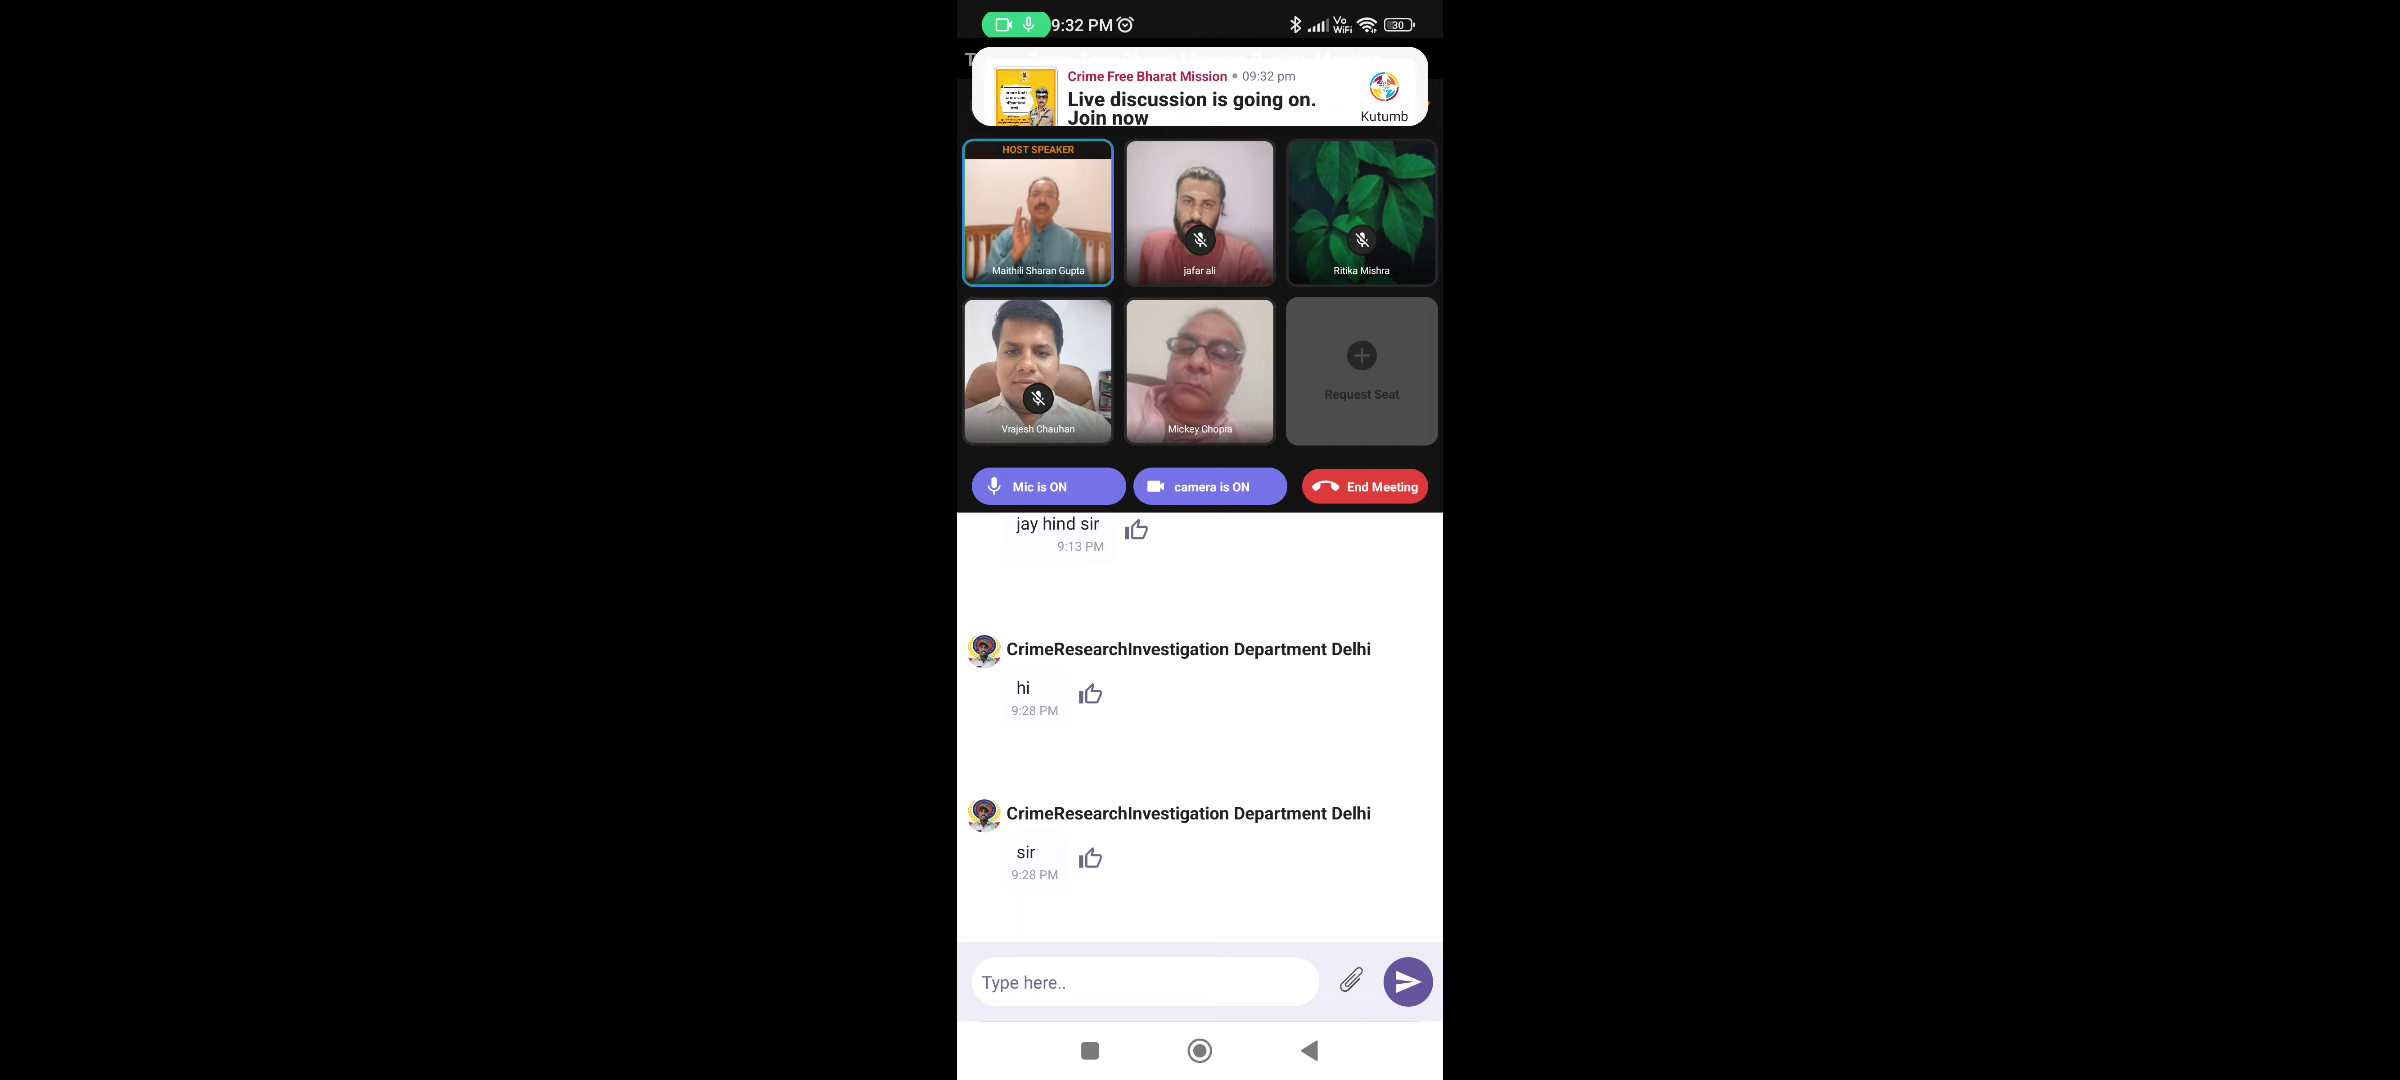 9:32 PM
Vo
WiFi
30
Crime Free Bharat Mission • 09:32 pm
Live discussion is going on.
Join now
Kutumb
HOST SPEAKER
Maithili Sharan Gupta
jafar ali
Ritika Mishra
Vrajesh Chauhan
Mickey Chopra
Request Seat
Mic is ON
camera is ON
End Meeting
jay hind sir
9:13 PM
CrimeResearchInvestigation Department Delhi
hi
9:28 PM
CrimeResearchInvestigation Department Delhi
sir
9:28 PM
Type here..